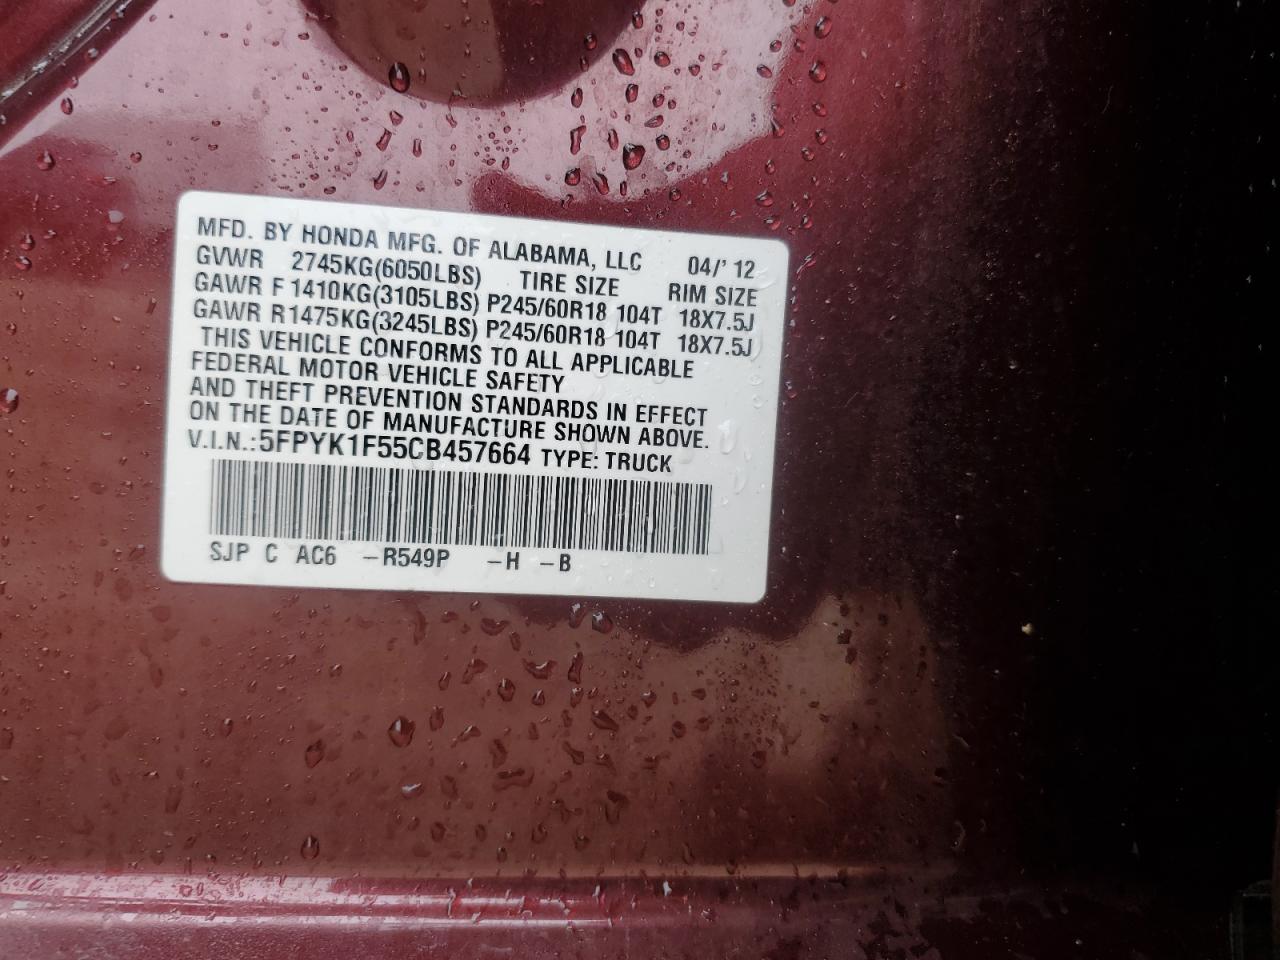 MFD. BY HONDA MFG. OF ALABAMA, LLC 04/' 12
GVWR 2745KG(6050LBS) TIRE SIZE RIM SIZE
GAWR F 1410KG(3105LBS) P245/60R18 104T 18X7.5J
GAWR R1475KG(3245LBS) P245/60R18 104T 18X7.5J
THIS VEHICLE CONFORMS TO ALL APPLICABLE
FEDERAL MOTOR VEHICLE SAFETY
AND THEFT PREVENTION STANDARDS IN EFFECT
ON THE DATE OF MANUFACTURE SHOWN ABOVE.
V.I.N.:5FPYK1F55CB457664 TYPE: TRUCK
SJP C AC6 -R549P -H -B